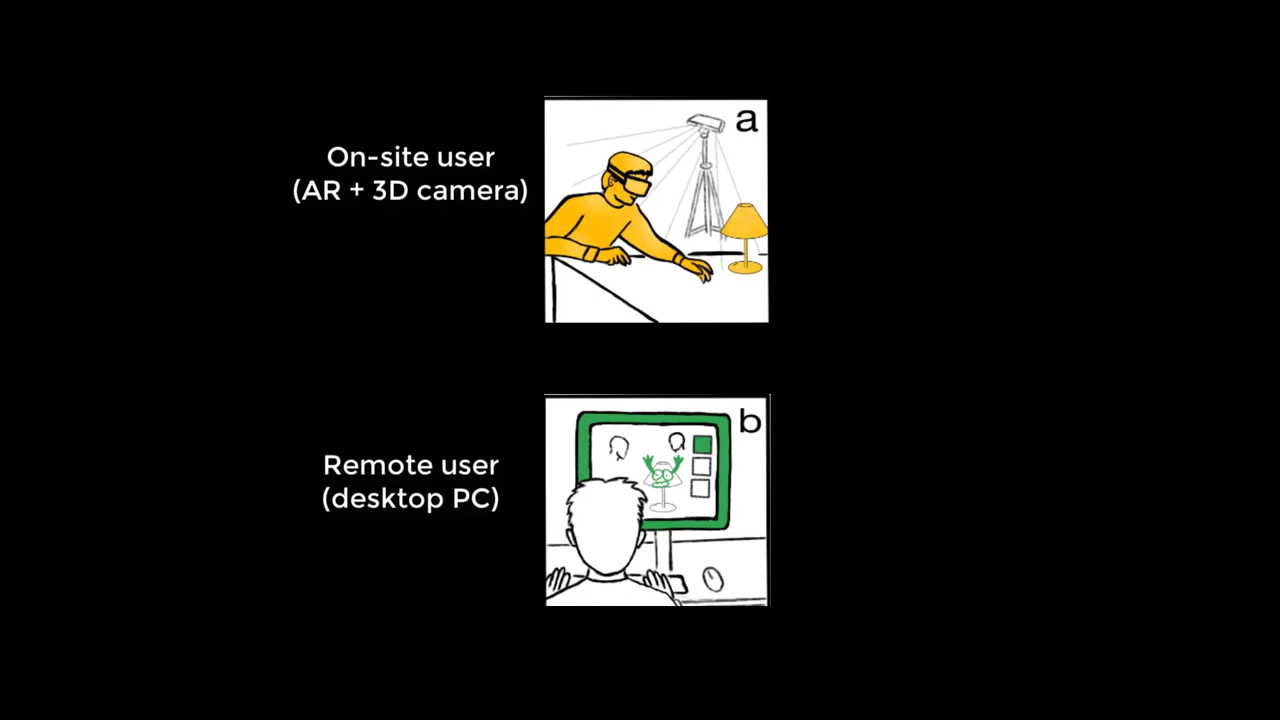 a
On-site user
(AR + 3D camera)
b
Remote user
(desktop PC)